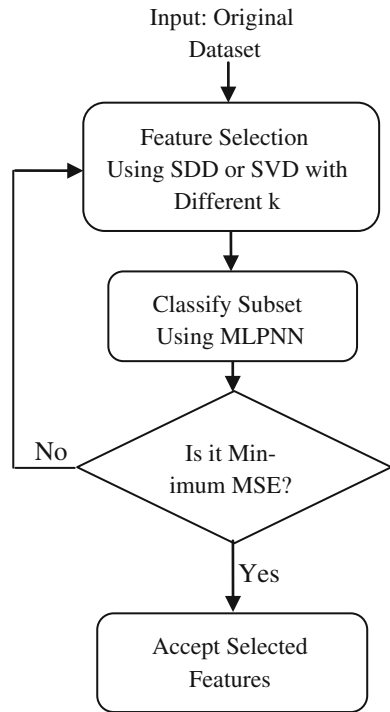 Input: Original
Dataset
Feature Selection
Using SDD or SVD with
Different k
Classify Subset
Using MLPNN
Is it Min-
imum MSE?
No
Yes
Accept Selected
Features